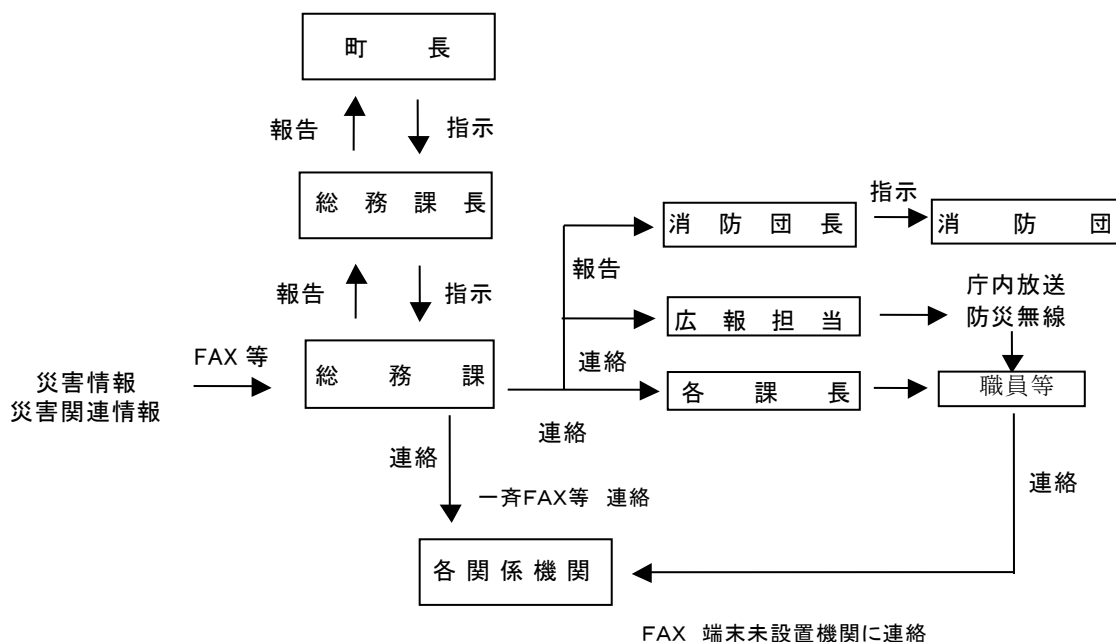 町長
報告
指示
総務課長
報告
指示
指示
消防団長
消防団
報告
広報担当
庁内放送
防災無線
連絡
FAX 等
災害情報
災害関連情報
総務課
各課長
職員等
連絡
連絡
連絡
一斉FAX等 連絡
各関係機関
FAX 端末未設置機関に連絡